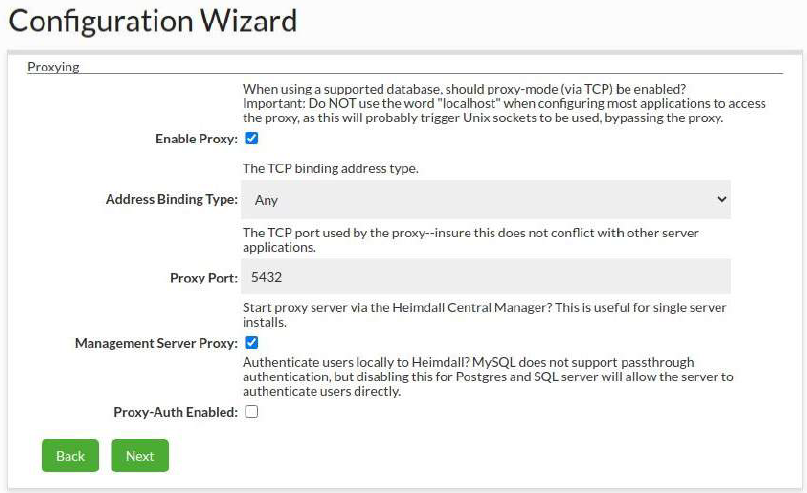 Configuration Wizard
Proxying
When using a supported database, should proxy-mode (via TCP) be enabled?
Important: Do NOT use the word "localhost" when configuring most applications to access
the proxy, as this will probably trigger Unix sockets to be used, bypassing the proxy.
Enable Proxy:
The TCP binding address type.
Address Binding Type: Any
The TCP port used by the proxy--insure this does not conflict with other server
applications.
Proxy Port: 5432
Start proxy server via the Heimdall Central Manager? This is useful for single server
installs.
Management Server Proxy:
Authenticate users locally to Heimdall? MySQL does not support passthrough
authentication, but disabling this for Postgres and SQL server will allow the server to
authenticate users directly.
Proxy-Auth Enabled:
Back Next